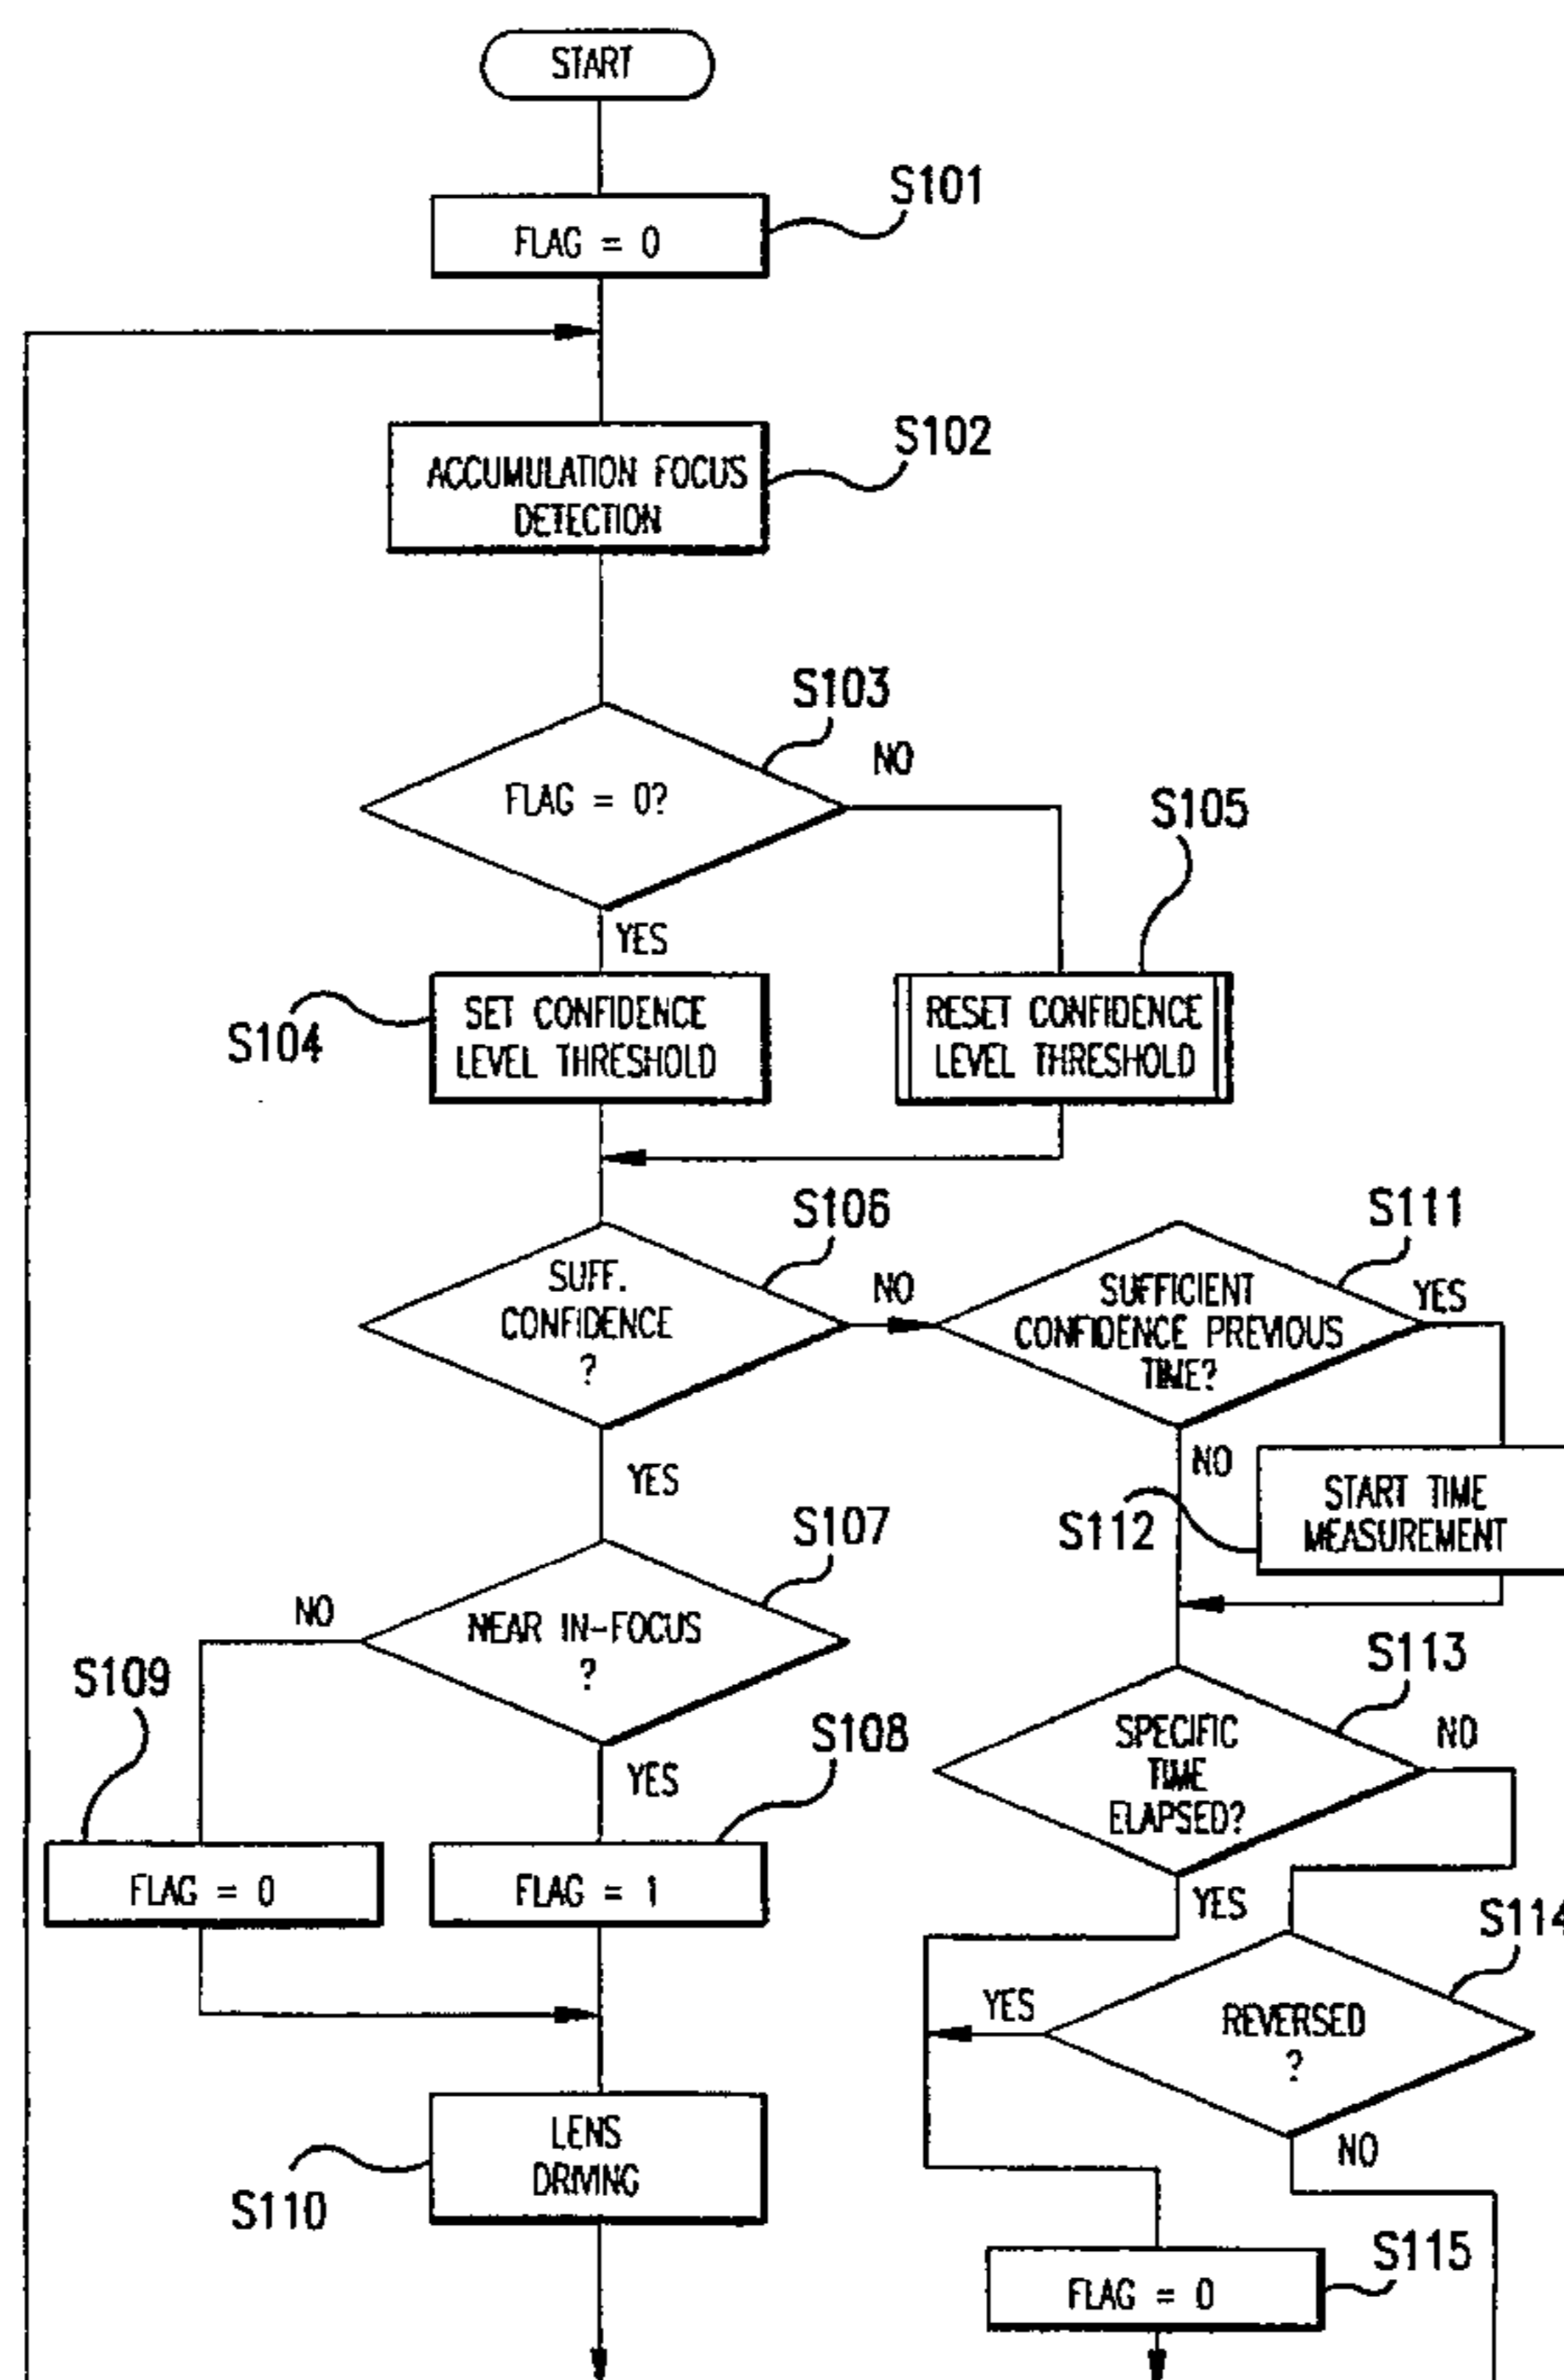 START
S101
FLAG = 0
S102
ACCUMULATION FOCUS
DETECTION
S103
NO
FLAG = 0?
S105
YES
SET CONFIDENCE
LEVEL THRESHOLD
S104
RESET CONFIDENCE
LEVEL THRESHOLD
S106
S111
SUFF.
CONFIDENCE
?
NO
SUFFICIENT
CONFIDENCE PREVIOUS
TIME?
YES
YES
NO
START TIME
MEASUREMENT
S112
S107
NO
NEAR IN-FOCUS
?
S109
S113
S108
YES
SPECIFIC
TIME
ELAPSED?
NO
FLAG = 0
FLAG = 1
YES
S114
YES
REVERSED
?
LENS
DRIVING
NO
S110
S115
FLAG = 0